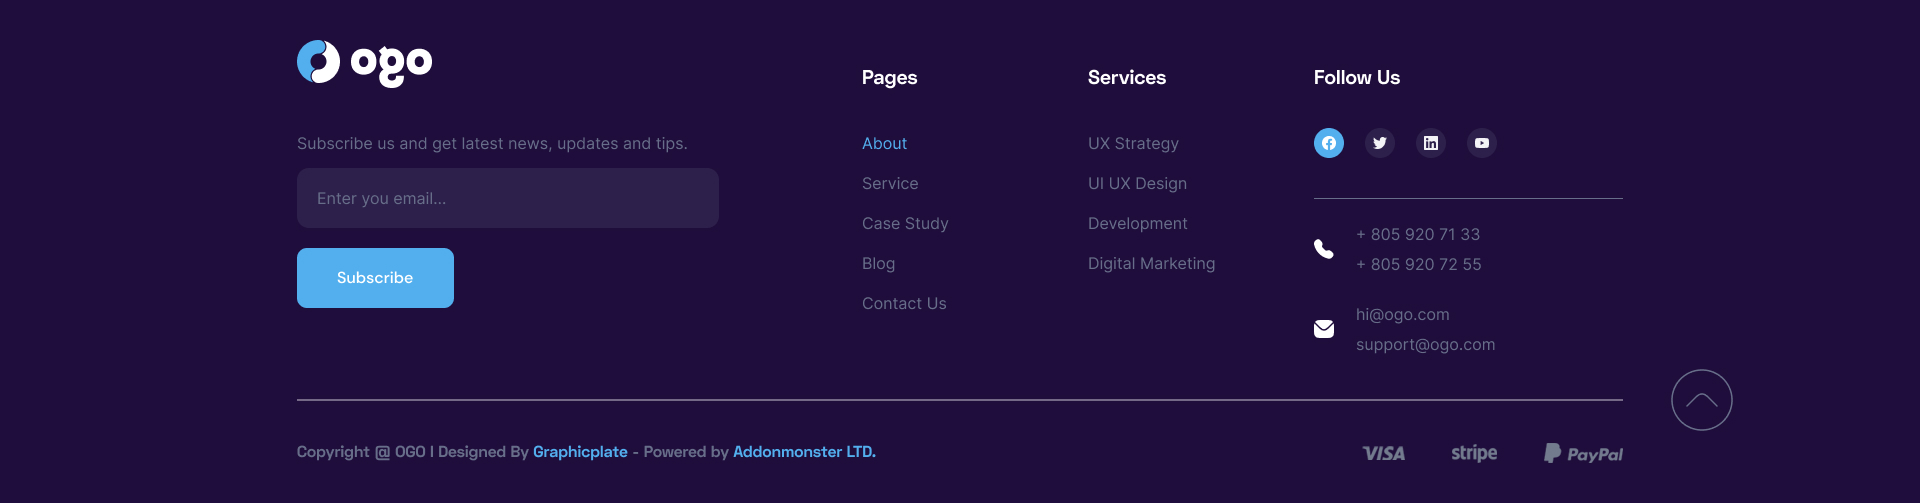 ogo
Subscribe us and get latest news, updates and tips.
Enter you email...
Subscribe
Pages
About
Service
Case Study
Blog
Contact Us
Services
UX Strategy
UI UX Design
Development
Digital Marketing
Follow Us
+ 805 920 71 33
+ 805 920 72 55
hi@ogo.com
support@ogo.com
Copyright @ OGO I Designed By Graphicplate - Powered by Addonmonster LTD.
VISA
stripe
PayPal